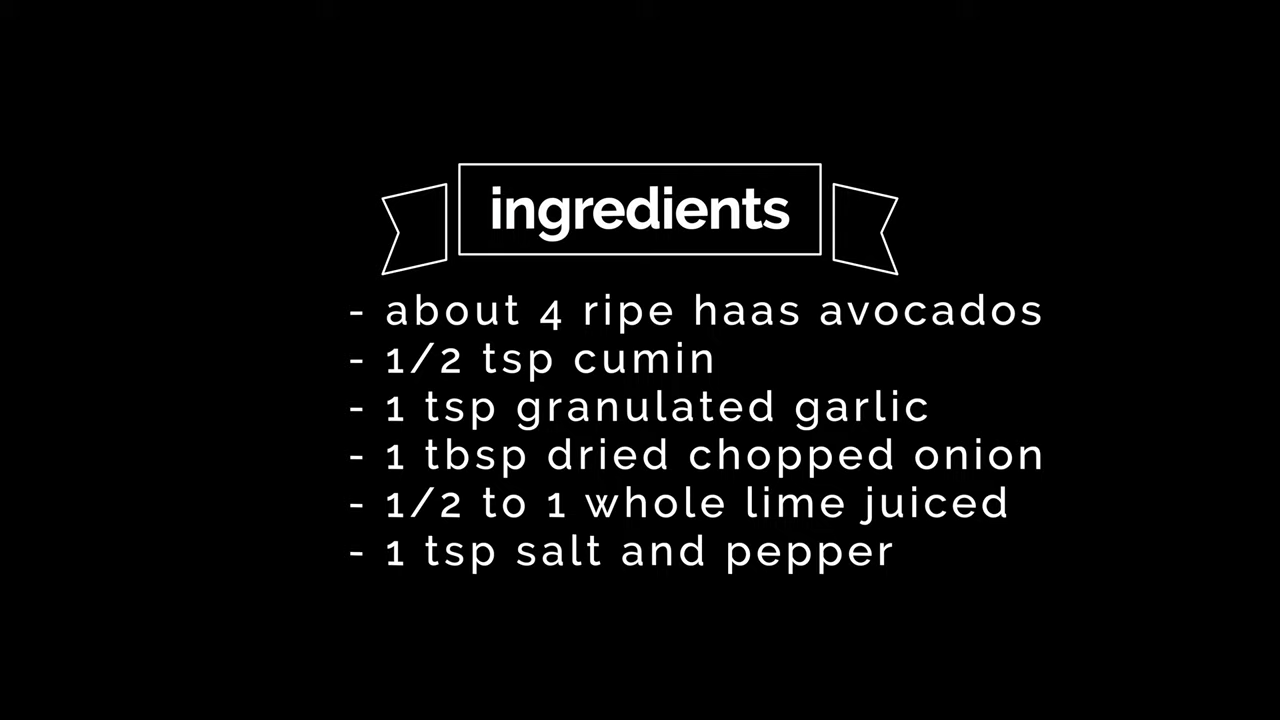 ingredients
- about 4 ripe haas avocados
- 1/2 tsp cumin
- 1 tsp granulated garlic
- 1 tbsp dried chopped onion
- 1/2 to 1 whole lime juiced
- 1 tsp salt and pepper